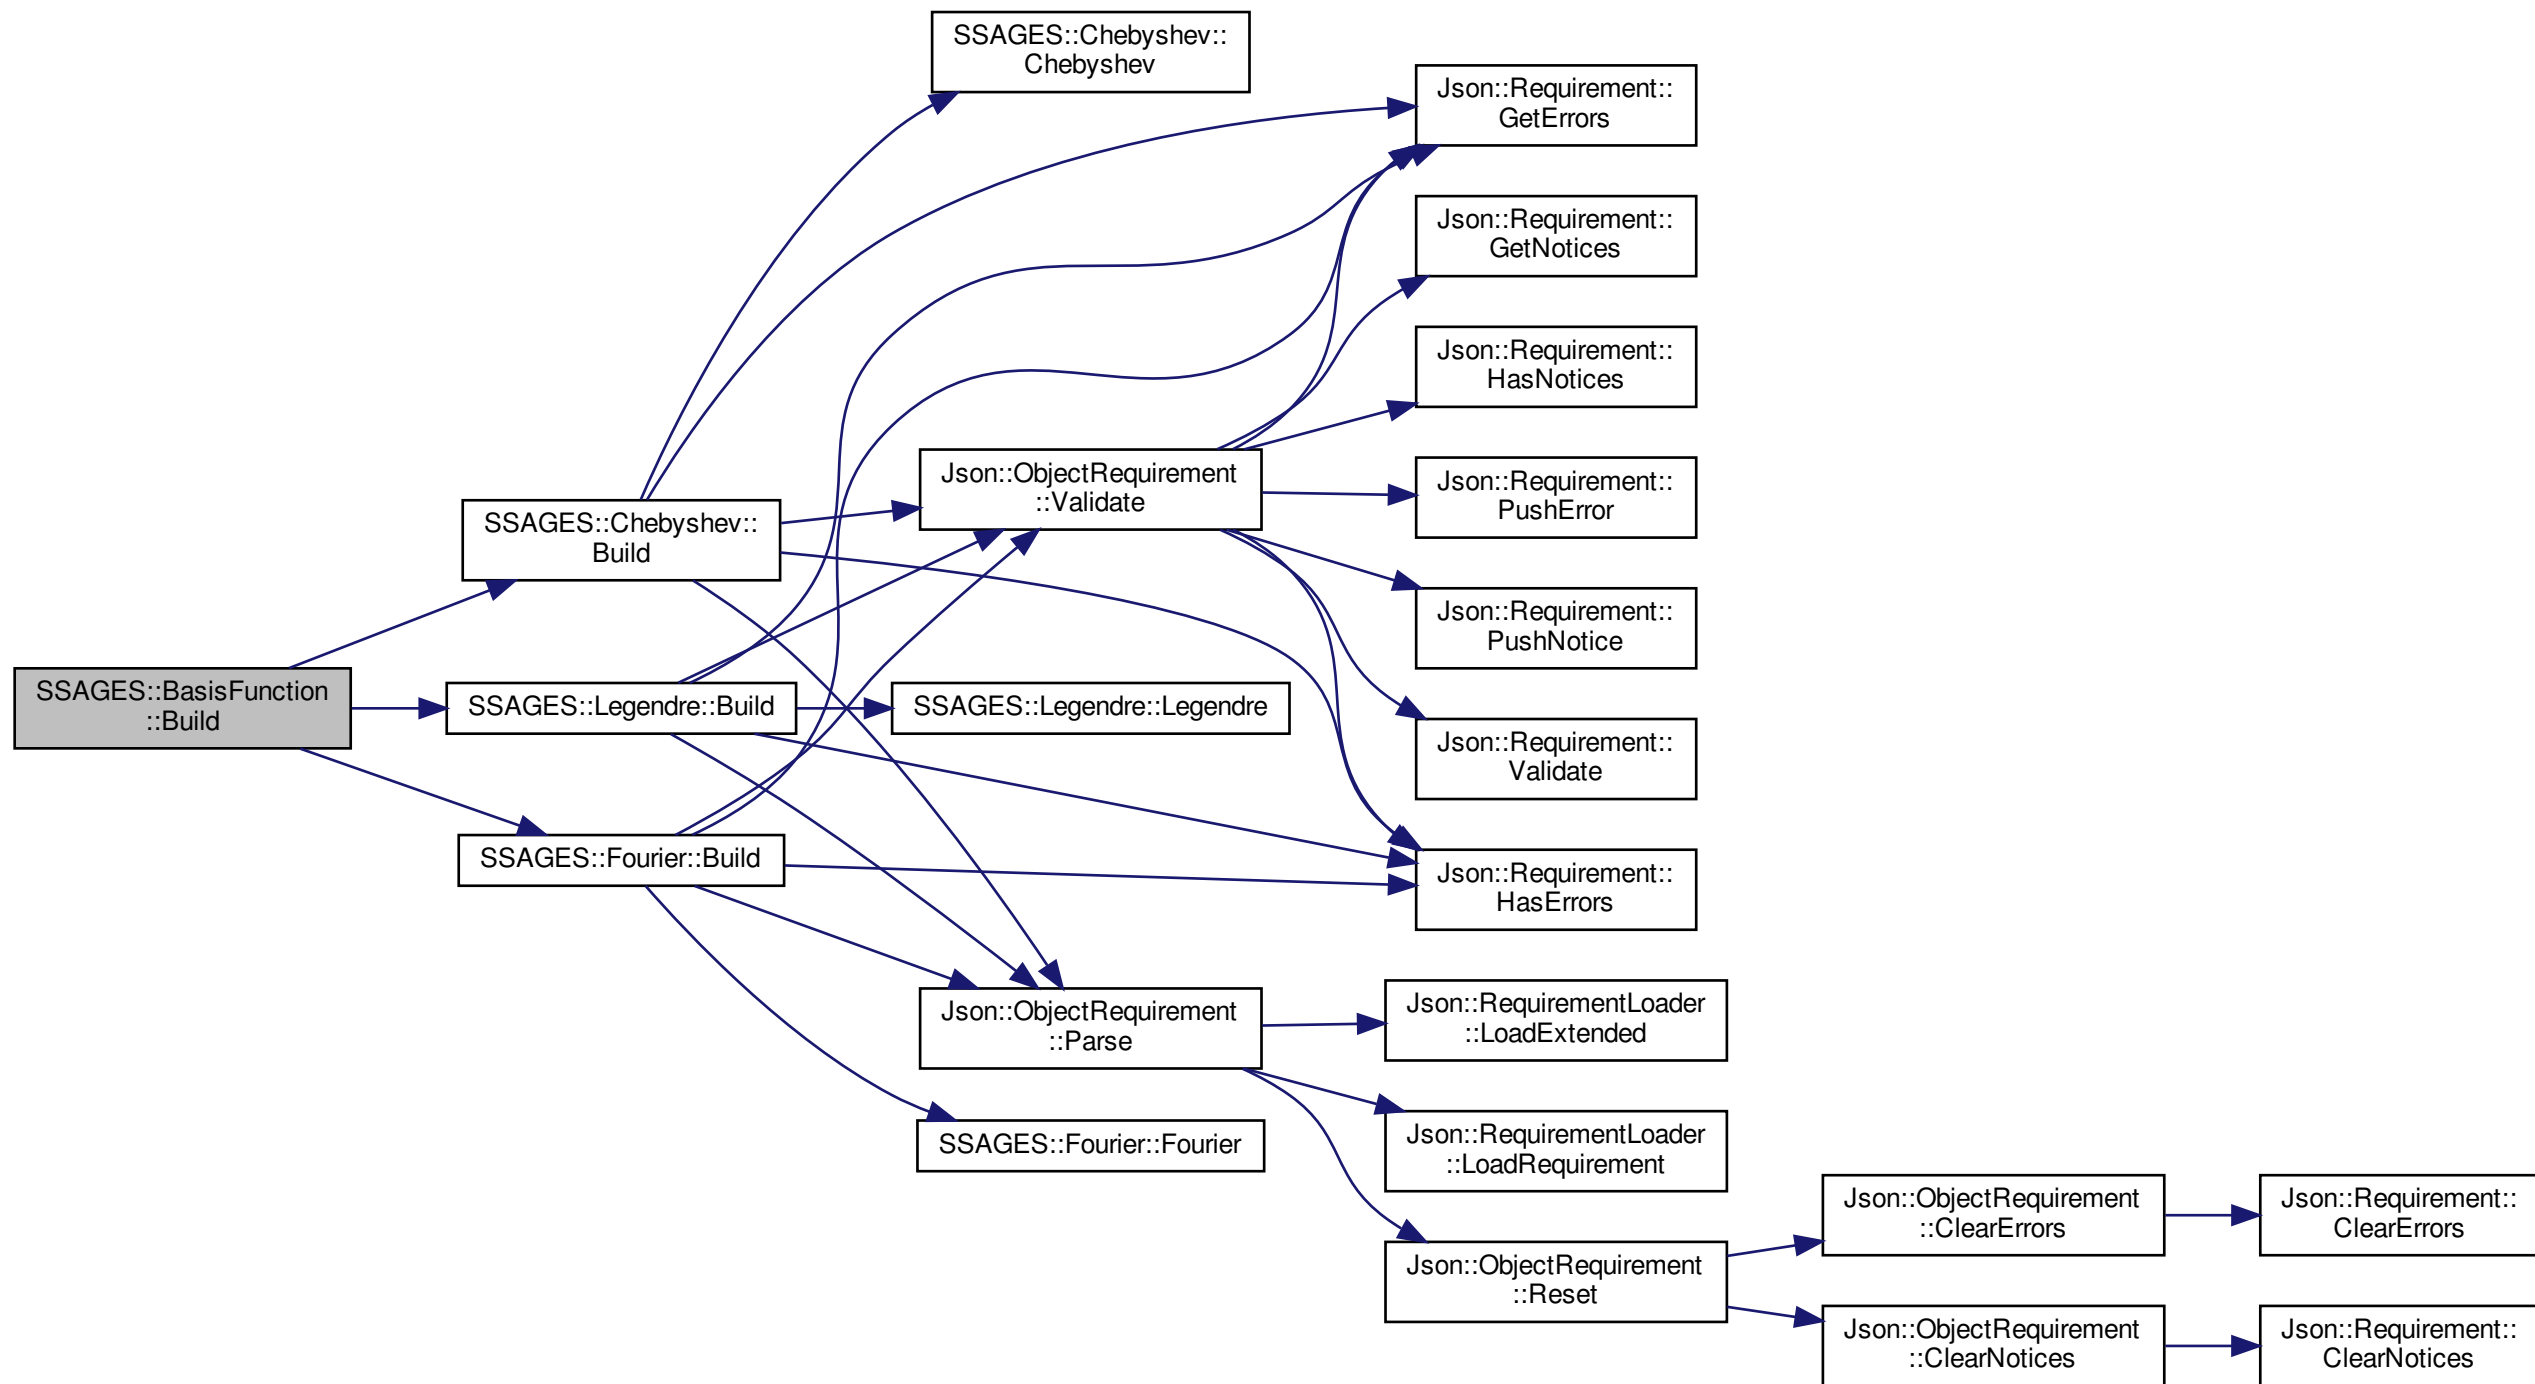 SSAGES::BasisFunction
::Build
SSAGES::Chebyshev::
Build
SSAGES::Legendre::Build
SSAGES::Fourier::Build
SSAGES::Chebyshev::
Chebyshev
Json::ObjectRequirement
::Validate
SSAGES::Legendre::Legendre
Json::ObjectRequirement
::Parse
SSAGES::Fourier::Fourier
Json::Requirement::
GetErrors
Json::Requirement::
GetNotices
Json::Requirement::
HasNotices
Json::Requirement::
PushError
Json::Requirement::
PushNotice
Json::Requirement::
Validate
Json::Requirement::
HasErrors
Json::RequirementLoader
::LoadExtended
Json::RequirementLoader
::LoadRequirement
Json::ObjectRequirement
::Reset
Json::ObjectRequirement
::ClearErrors
Json::ObjectRequirement
::ClearNotices
Json::Requirement::
ClearErrors
Json::Requirement::
ClearNotices